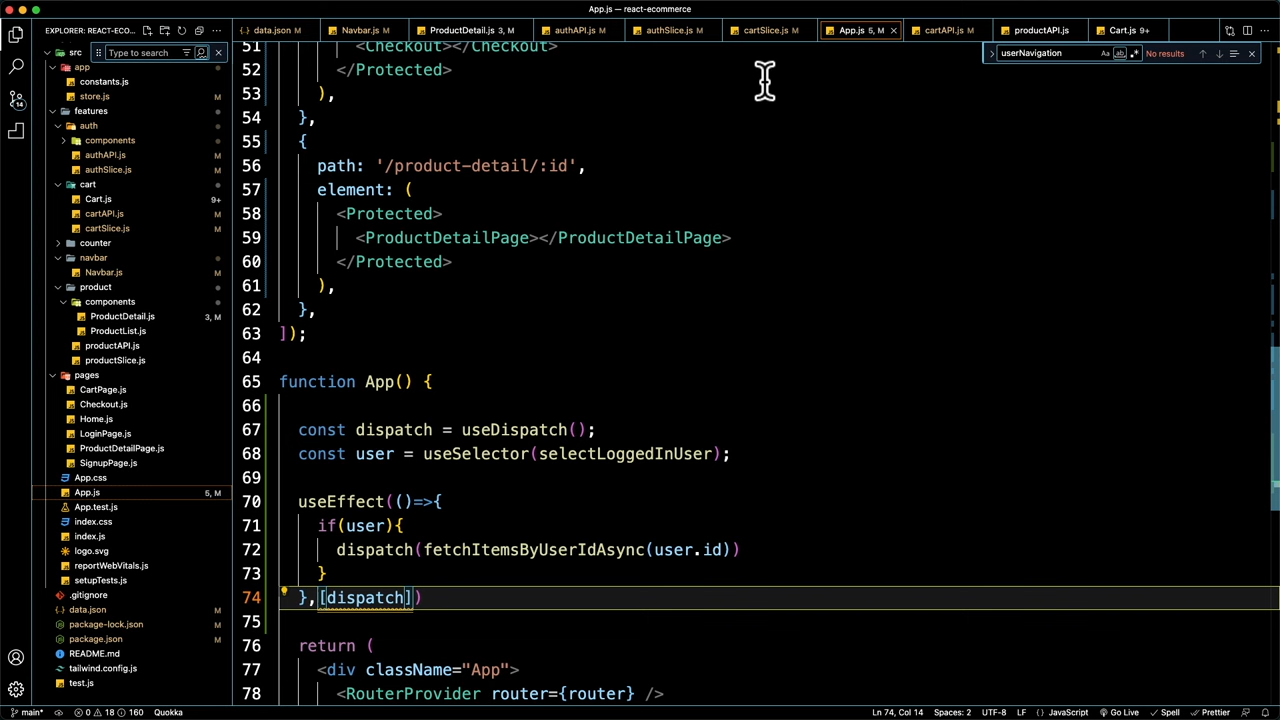 App.js — react-ecommerce
EXPLORER: REACT-ECO...
data.json M
Navbar.js M
ProductDetail.js 3, M
authAPI.js M
authSlice.js M
cartSlice.js M
App.js 5, M
cartAPI.js M
productAPI.js
Cart.js 9+
src
Type to search
userNavigation
Aa
ab
No results
app
constants.js
store.js M
features
auth
components
authAPI.js M
authSlice.js M
cart
Cart.js 9+
cartAPI.js M
cartSlice.js M
counter
navbar
Navbar.js M
product
components
ProductDetail.js 3, M
ProductList.js
productAPI.js
productSlice.js
pages
CartPage.js
Checkout.js
Home.js
LoginPage.js
ProductDetailPage.js
SignupPage.js
App.css
App.js 5, M
App.test.js
index.css
index.js
logo.svg
reportWebVitals.js
setupTests.js
.gitignore
data.json M
package-lock.json M
package.json M
README.md
tailwind.config.js
test.js
14
51 <Checkout></Checkout>
52 </Protected>
53 ),
54 },
55 {
56 path: '/product-detail/:id',
57 element: (
58 <Protected>
59 <ProductDetailPage></ProductDetailPage>
60 </Protected>
61 ),
62 },
63 ]);
64
65 function App() {
66
67 const dispatch = useDispatch();
68 const user = useSelector(selectLoggedInUser);
69
70 useEffect(()=>{
71 if(user){
72 dispatch(fetchItemsByUserIdAsync(user.id))
73 }
74 },[dispatch])
75
76 return (
77 <div className="App">
78 <RouterProvider router={router} />
main* 0 18 160 Quokka
Ln 74, Col 14 Spaces: 2 UTF-8 LF {} JavaScript Go Live Spell Prettier